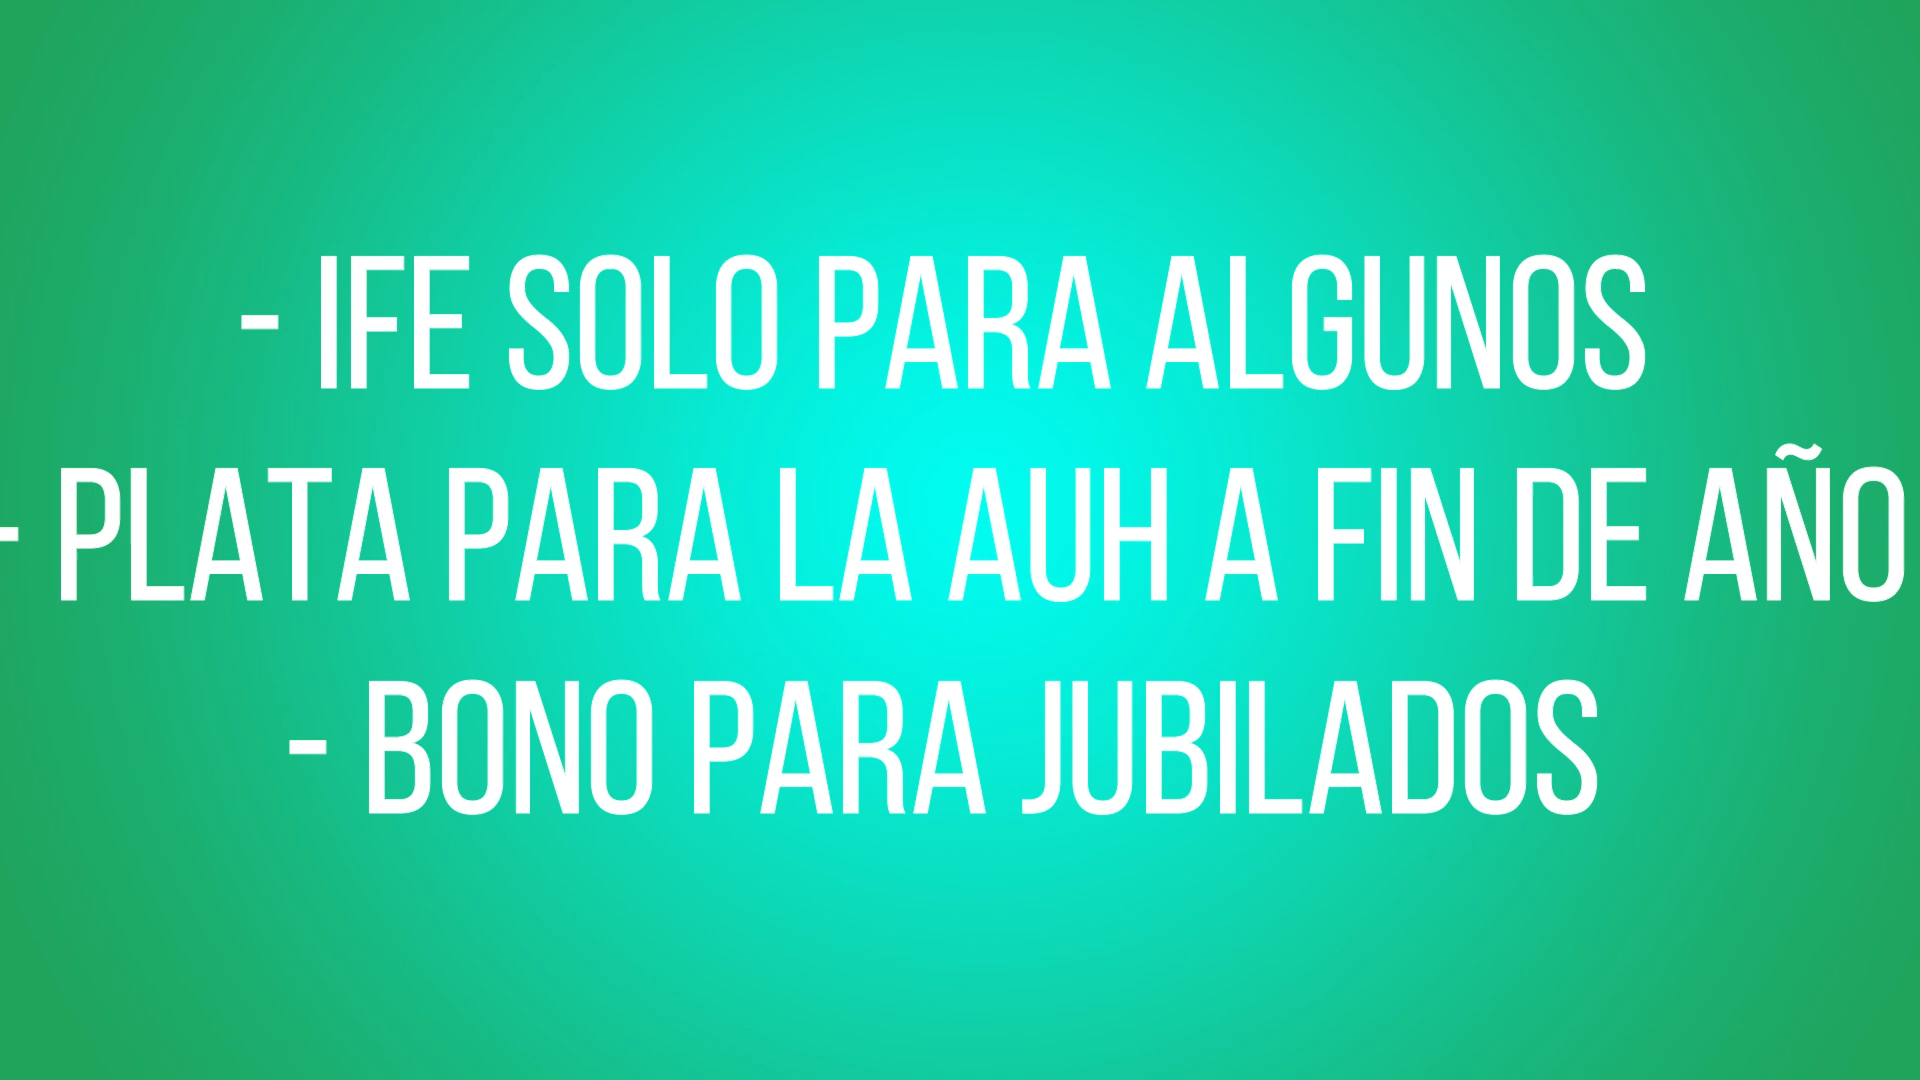 - IFE SOLO PARA ALGUNOS
- PLATA PARA LA AUH A FIN DE AÑO
- BONO PARA JUBILADOS